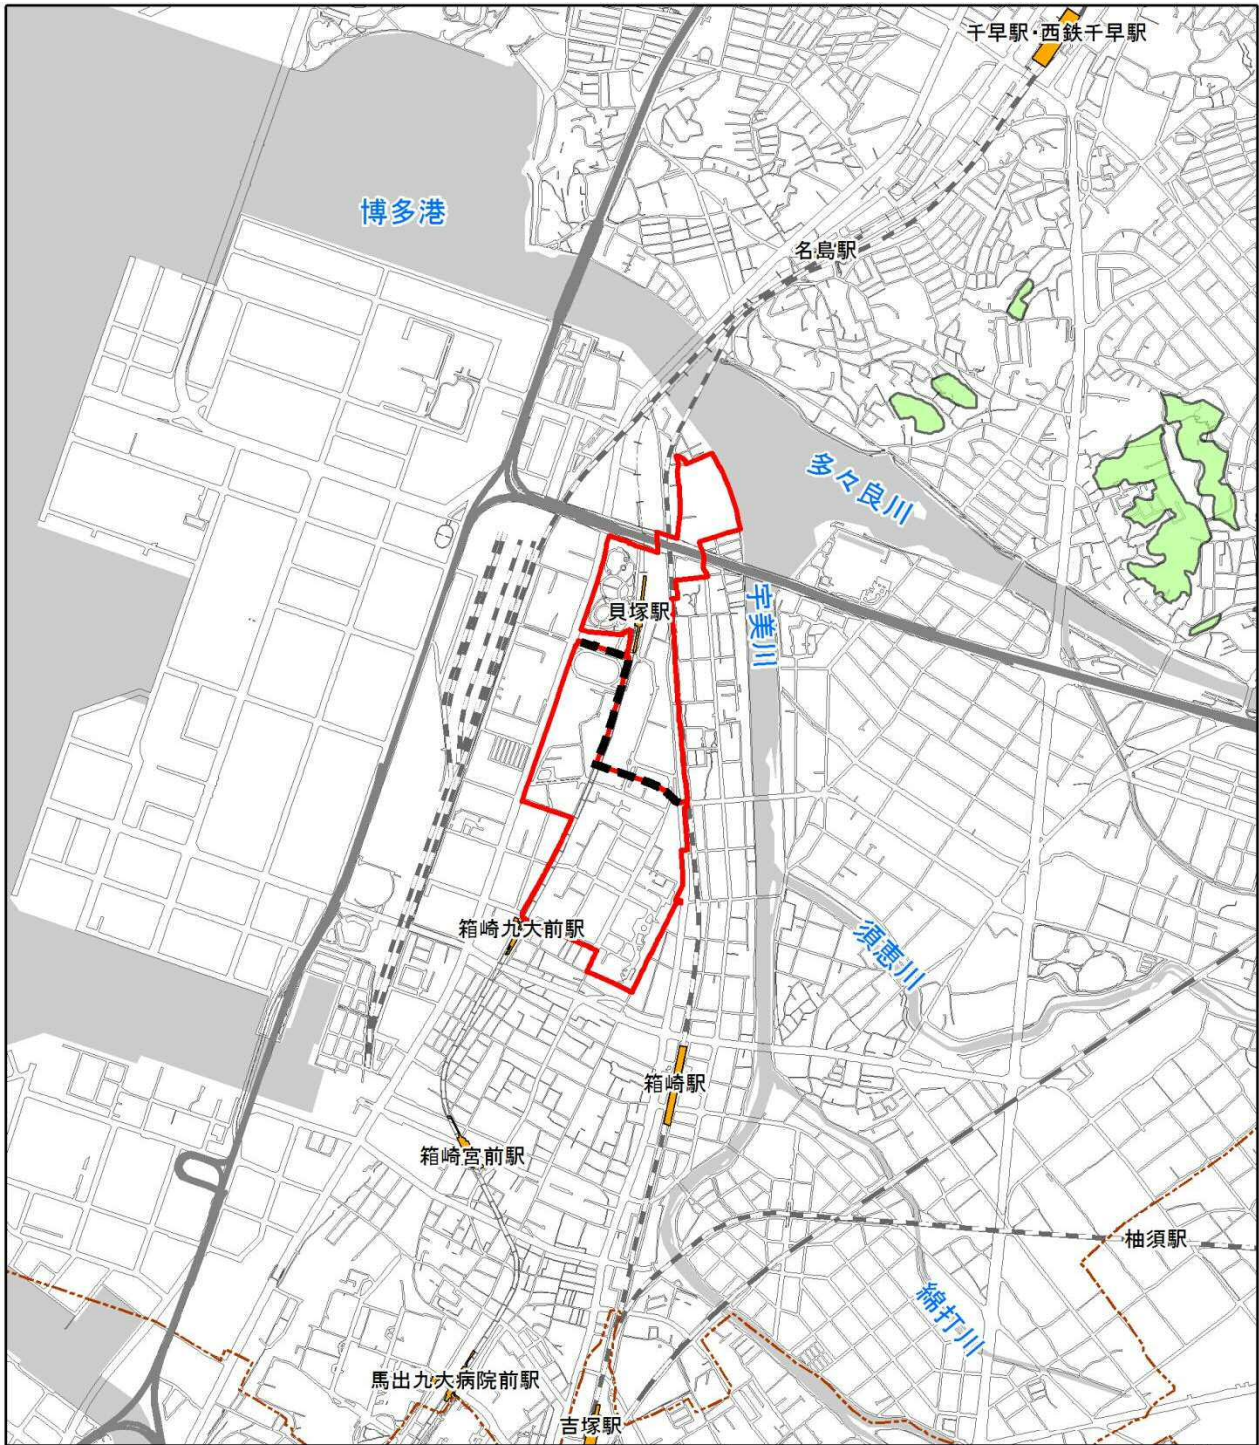 千早駅・西鉄千早駅
博多港
名島駅
多々良川
貝塚駅
宇美川
箱崎九大前駅
須恵川
箱崎駅
箱崎宮前駅
柚須駅
綿打川
馬出九大病院前駅
吉塚駅